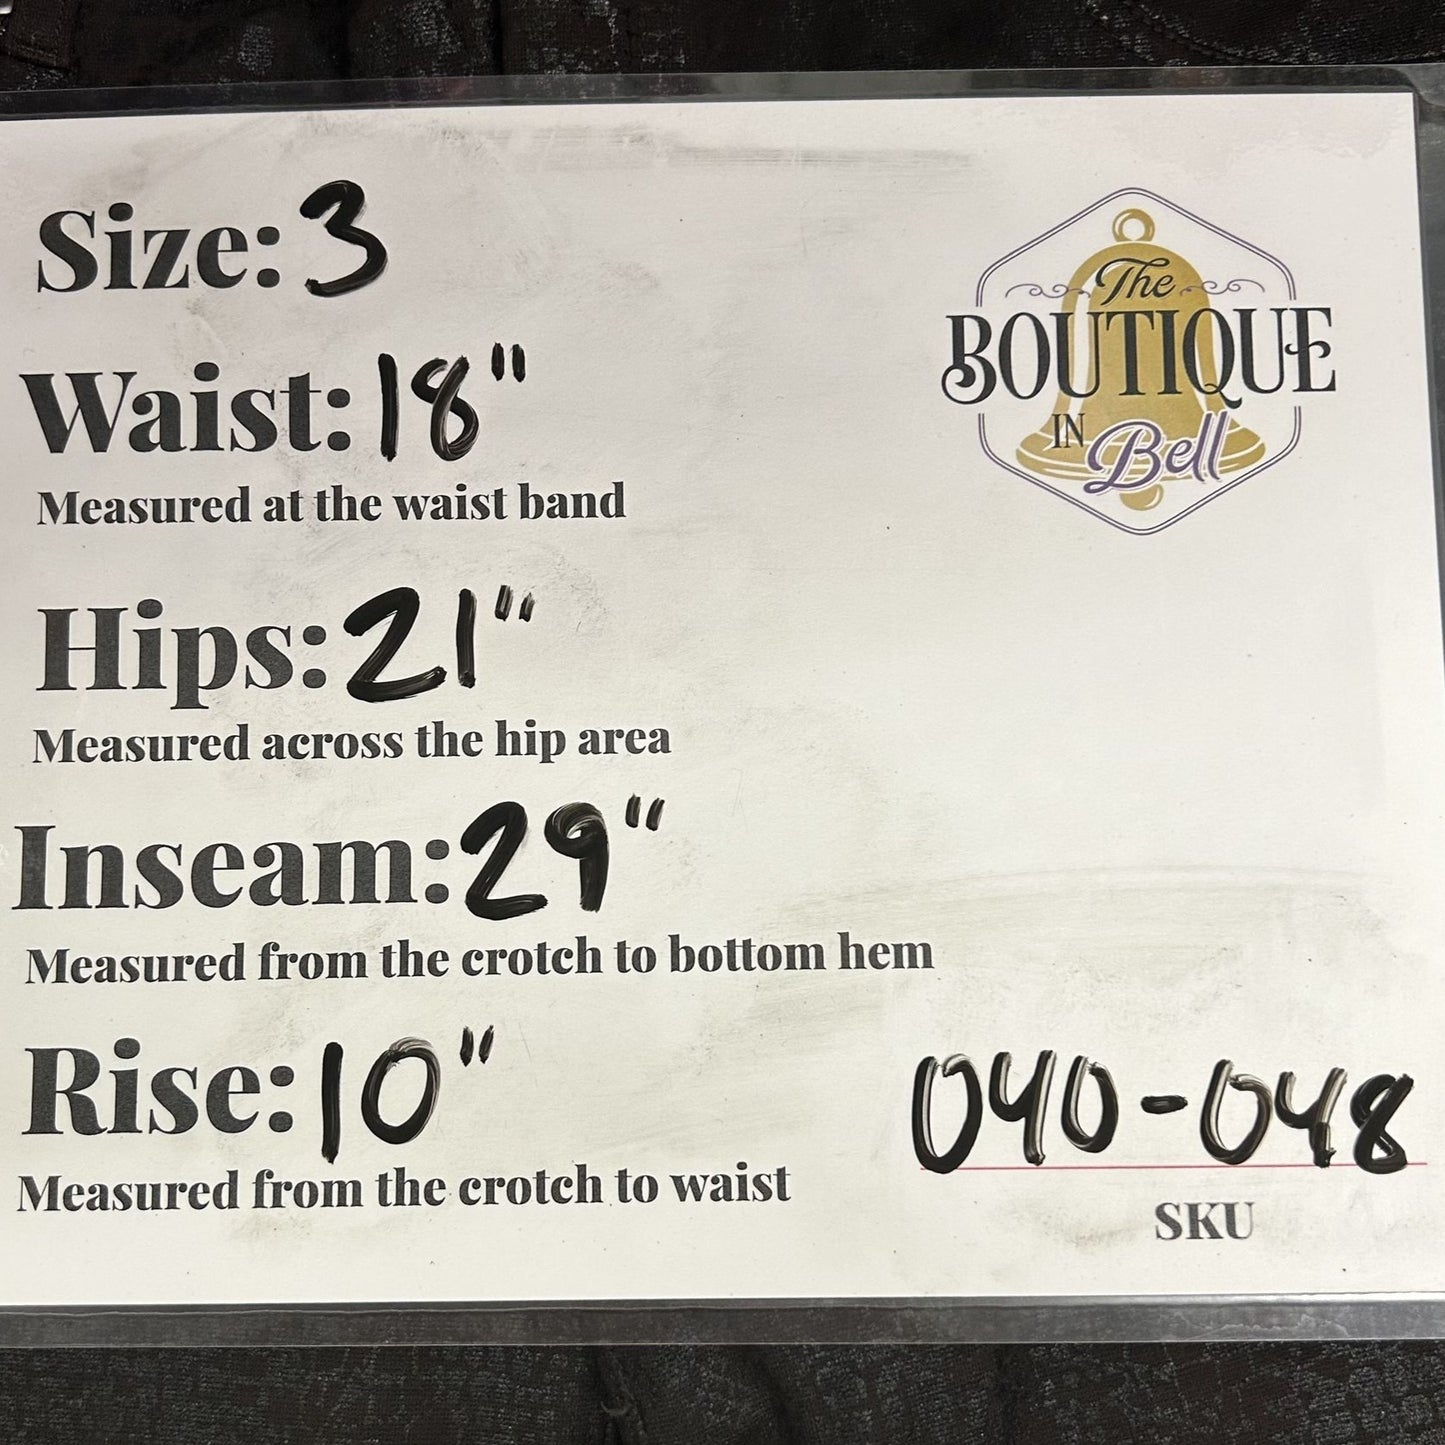 Size: 3
The
BOUTIQUE
IN Bell
Waist: 18"
Measured at the waist band
Hips: 21"
Measured across the hip area
Inseam: 29"
Measured from the crotch to bottom hem
Rise: 10"
Measured from the crotch to waist
040-048
SKU